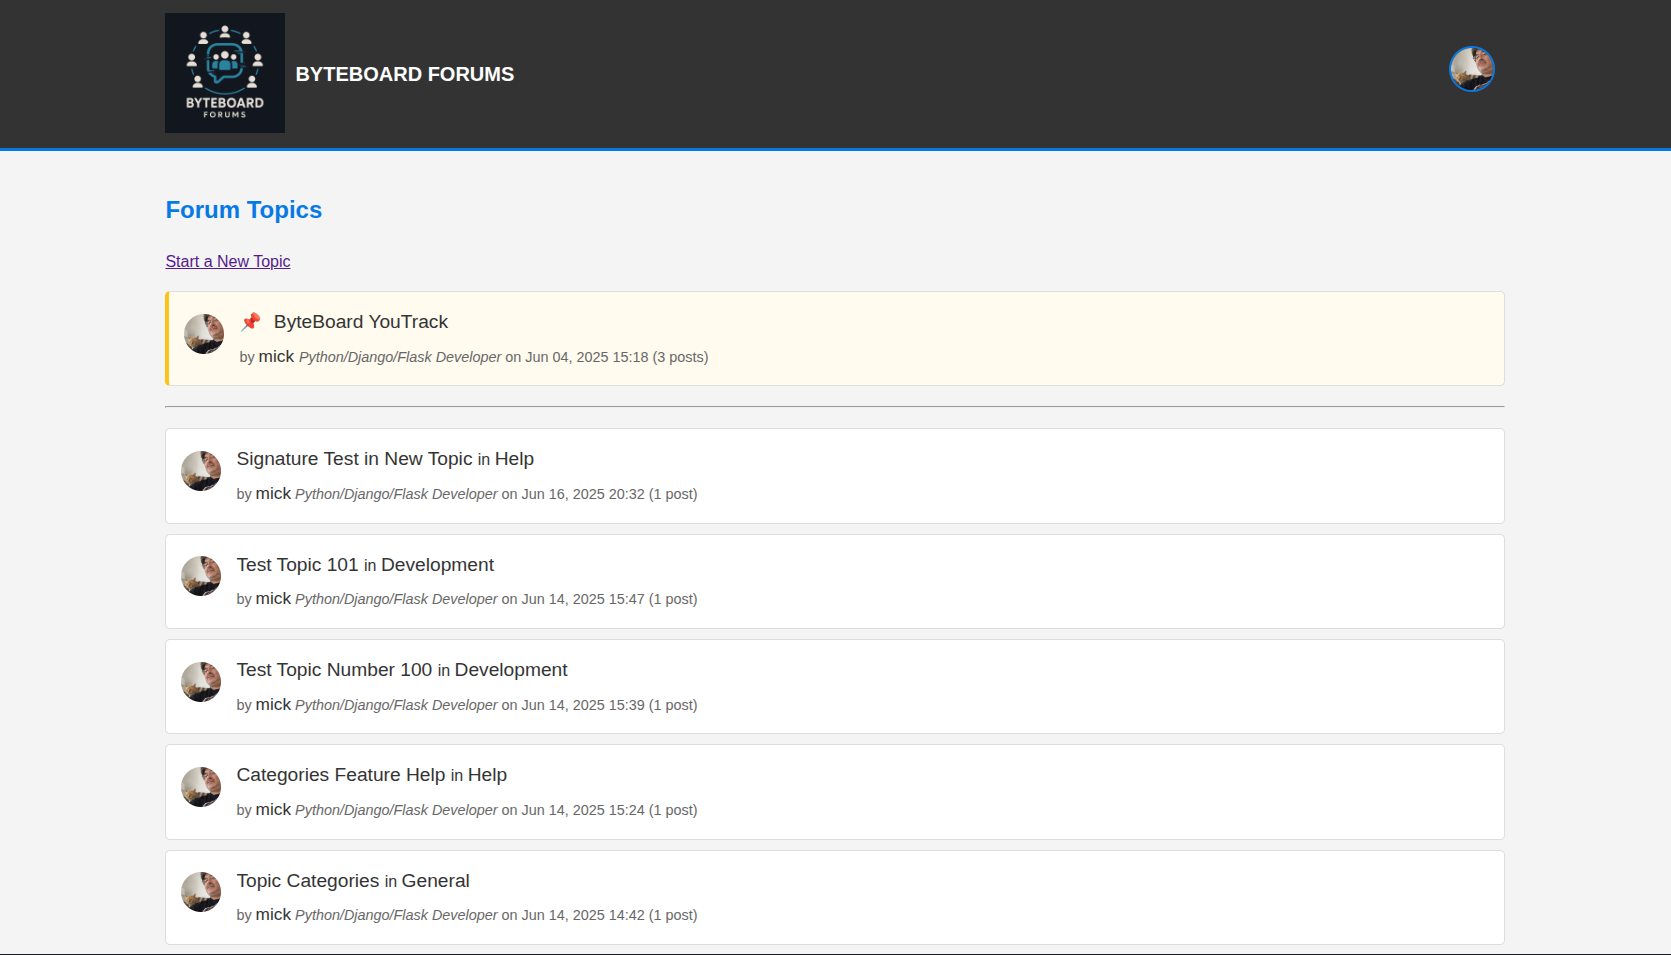 BYTEBOARD
FORUMS
BYTEBOARD FORUMS
Forum Topics
Start a New Topic
📌 ByteBoard YouTrack
by mick Python/Django/Flask Developer on Jun 04, 2025 15:18 (3 posts)
Signature Test in New Topic in Help
by mick Python/Django/Flask Developer on Jun 16, 2025 20:32 (1 post)
Test Topic 101 in Development
by mick Python/Django/Flask Developer on Jun 14, 2025 15:47 (1 post)
Test Topic Number 100 in Development
by mick Python/Django/Flask Developer on Jun 14, 2025 15:39 (1 post)
Categories Feature Help in Help
by mick Python/Django/Flask Developer on Jun 14, 2025 15:24 (1 post)
Topic Categories in General
by mick Python/Django/Flask Developer on Jun 14, 2025 14:42 (1 post)